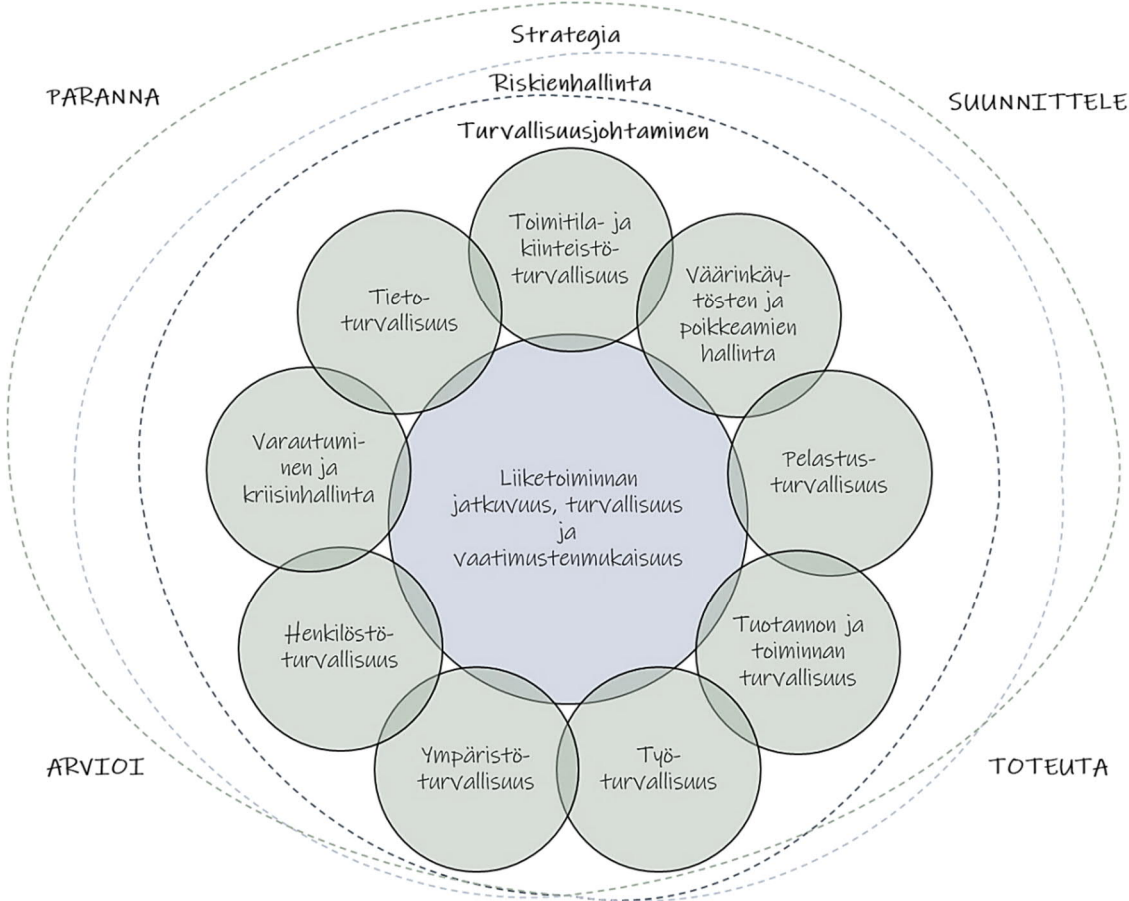 Strategia
PARANNA
Riskienhallinta
SUUNNITTELE
Turvallisuusjohtaminen
Toimitila- ja
kiinteistö-
turvallisuus
Väärinkäy-
tösten ja
poikkeamien
hallinta
Tieto-
turvallisuus
Varautumi-
nen ja
kriisinhallinta
Liiketoiminnan
jatkuvuus, turvallisuus
ja
vaatimustenmukaisuus
Pelastus-
turvallisuus
Henkilöstö-
turvallisuus
Tuotannon ja
toiminnan
turvallisuus
Ympäristö-
turvallisuus
Työ-
turvallisuus
ARVIOI
TOTEUTA